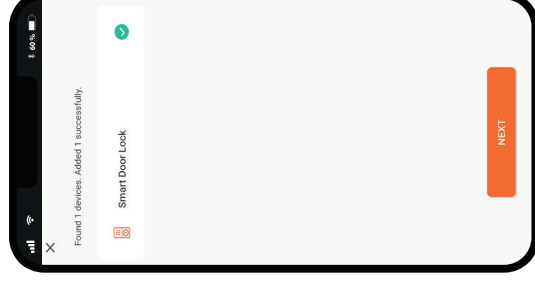 60%
Found 1 devices. Added 1 successfully.
Smart Door Lock
NEXT